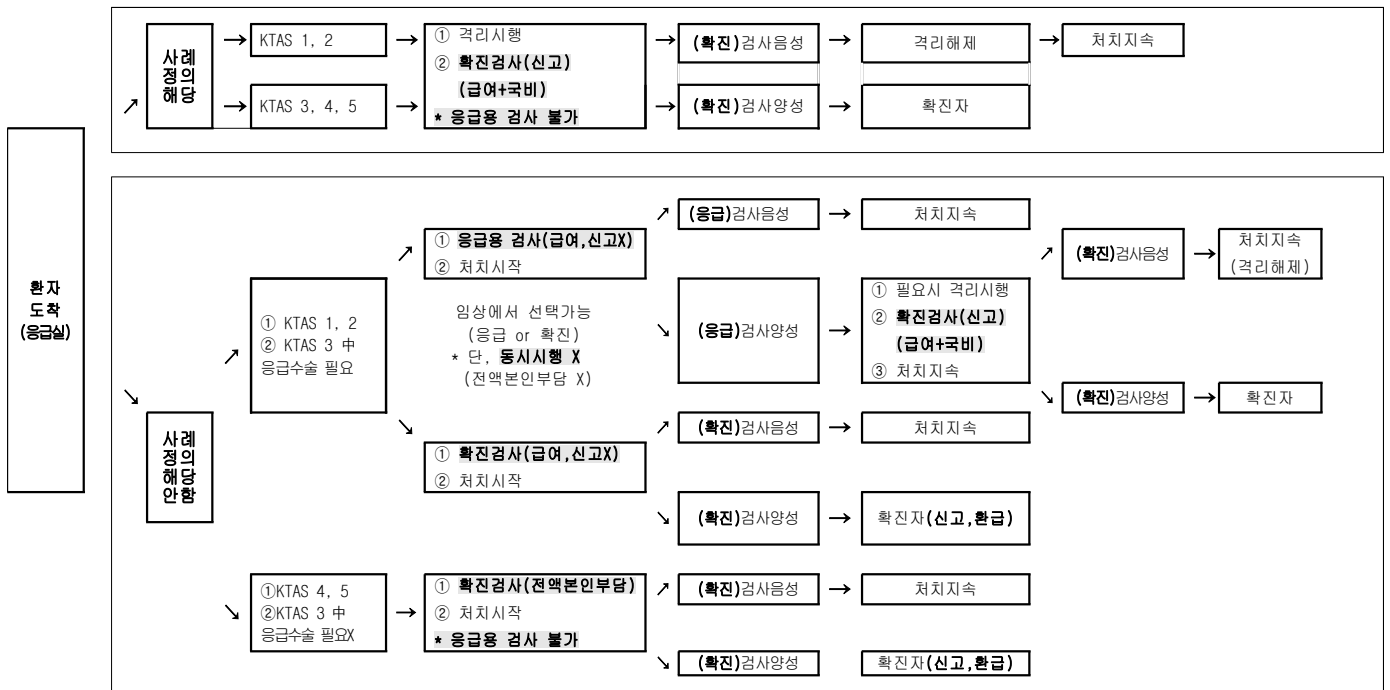 환자
도착
(응급실)
사례
정의
해당
→
KTAS 1, 2
→
① 격리시행
② 확진검사(신고)
(급여+국비)
* 응급용 검사 불가
→
(확진)검사음성
→
격리해제
→
처치지속
↗
→
KTAS 3, 4, 5
→
→
(확진)검사양성
→
확진자
↘
사례
정의
해당
안함
↗
① KTAS 1, 2
② KTAS 3 中
응급수술 필요
↗
① 응급용 검사(급여,신고X)
② 처치시작
임상에서 선택가능
(응급 or 확진)
* 단, 동시시행 X
(전액본인부담 X)
↗
(응급)검사음성
→
처치지속
↘
(응급)검사양성
→
① 필요시 격리시행
② 확진검사(신고)
(급여+국비)
③ 처치지속
↗
(확진)검사음성
→
처치지속
(격리해제)
↘
(확진)검사양성
→
확진자
↘
① 확진검사(급여,신고X)
② 처치시작
↗
(확진)검사음성
→
처치지속
↘
(확진)검사양성
→
확진자(신고,환급)
↘
①KTAS 4, 5
②KTAS 3 中
응급수술 필요X
→
① 확진검사(전액본인부담)
② 처치시작
* 응급용 검사 불가
↗
(확진)검사음성
→
처치지속
↘
(확진)검사양성
확진자(신고,환급)